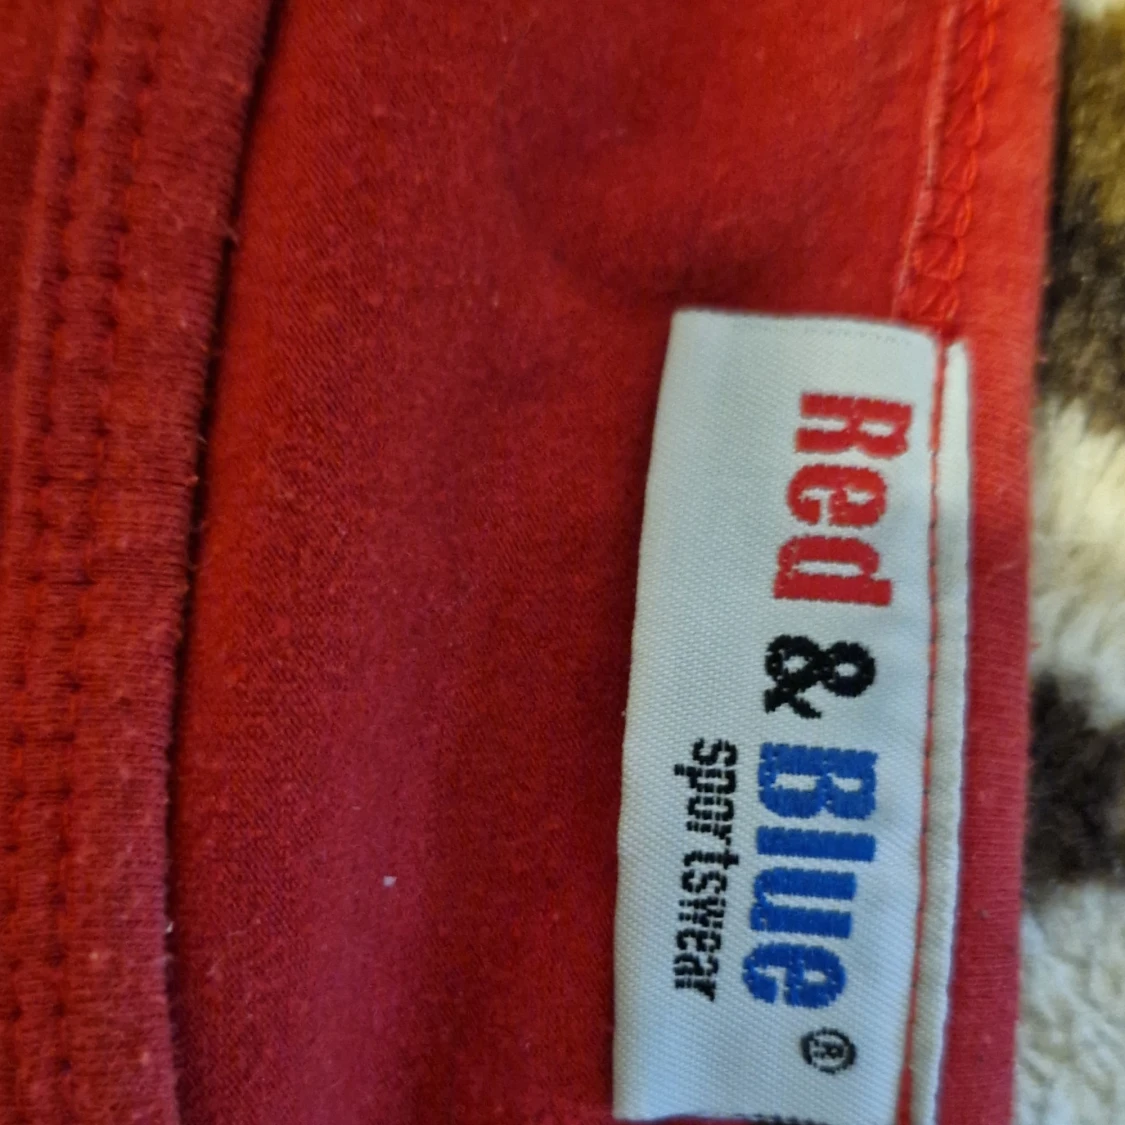 Red & Blue ®
sportswear